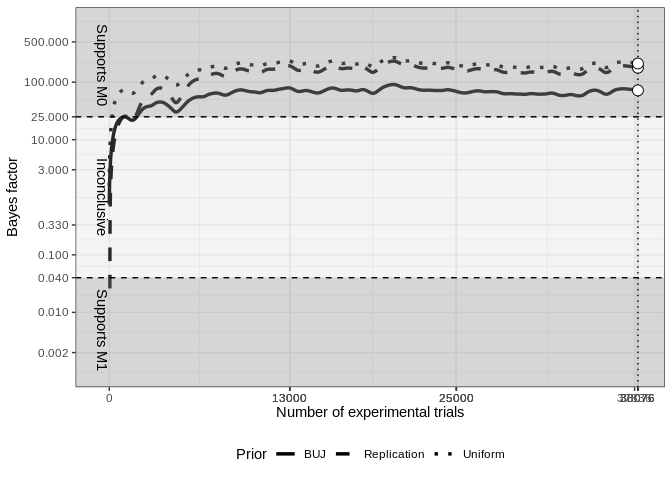 Bayes factor
500.000
100.000
25.000
10.000
3.000
0.330
0.100
0.040
0.010
0.002
Supports M0
Inconclusive
Supports M1
0
13000
25000
Number of experimental trials
Prior
BUJ
Replication
Uniform